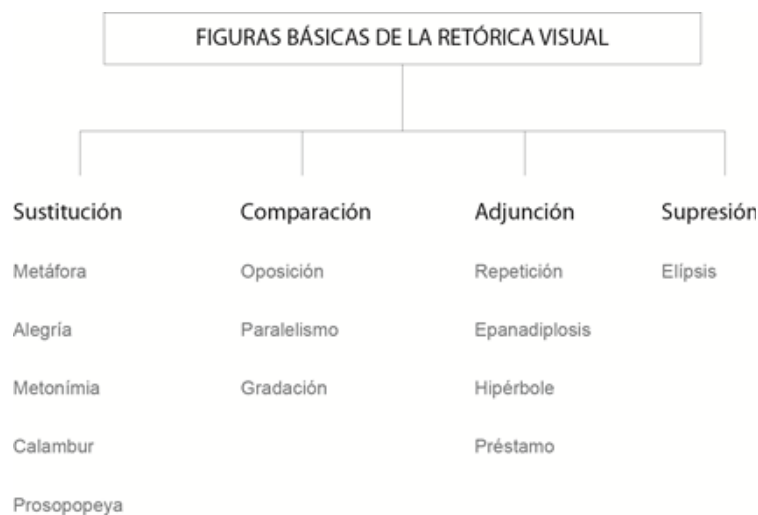 FIGURAS BÁSICAS DE LA RETÓRICA VISUAL
Sustitución
Metáfora
Alegría
Metonímia
Calambur
Prosopopeya
Comparación
Oposición
Paralelismo
Gradación
Adjunción
Repetición
Epanadiplosis
Hipérbole
Préstamo
Supresión
Elípsis